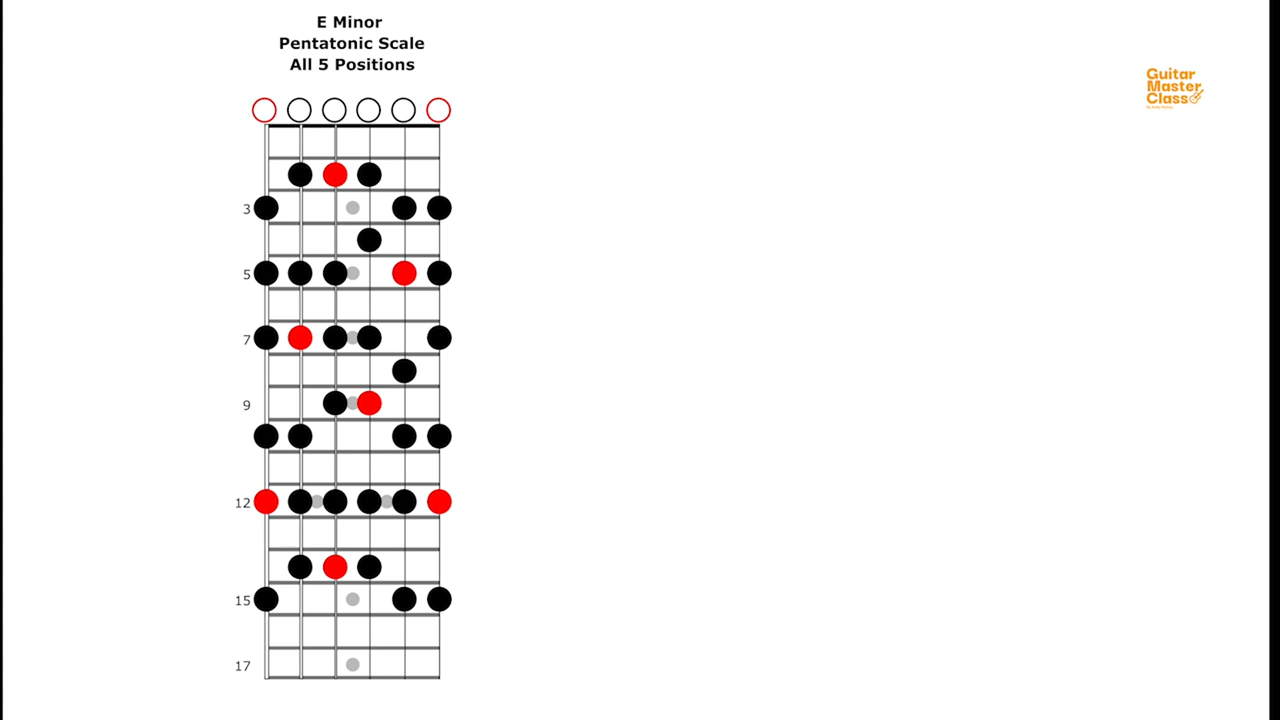 E Minor
Pentatonic Scale
All 5 Positions
Guitar
Master
Class
3
5
7
9
12
15
17